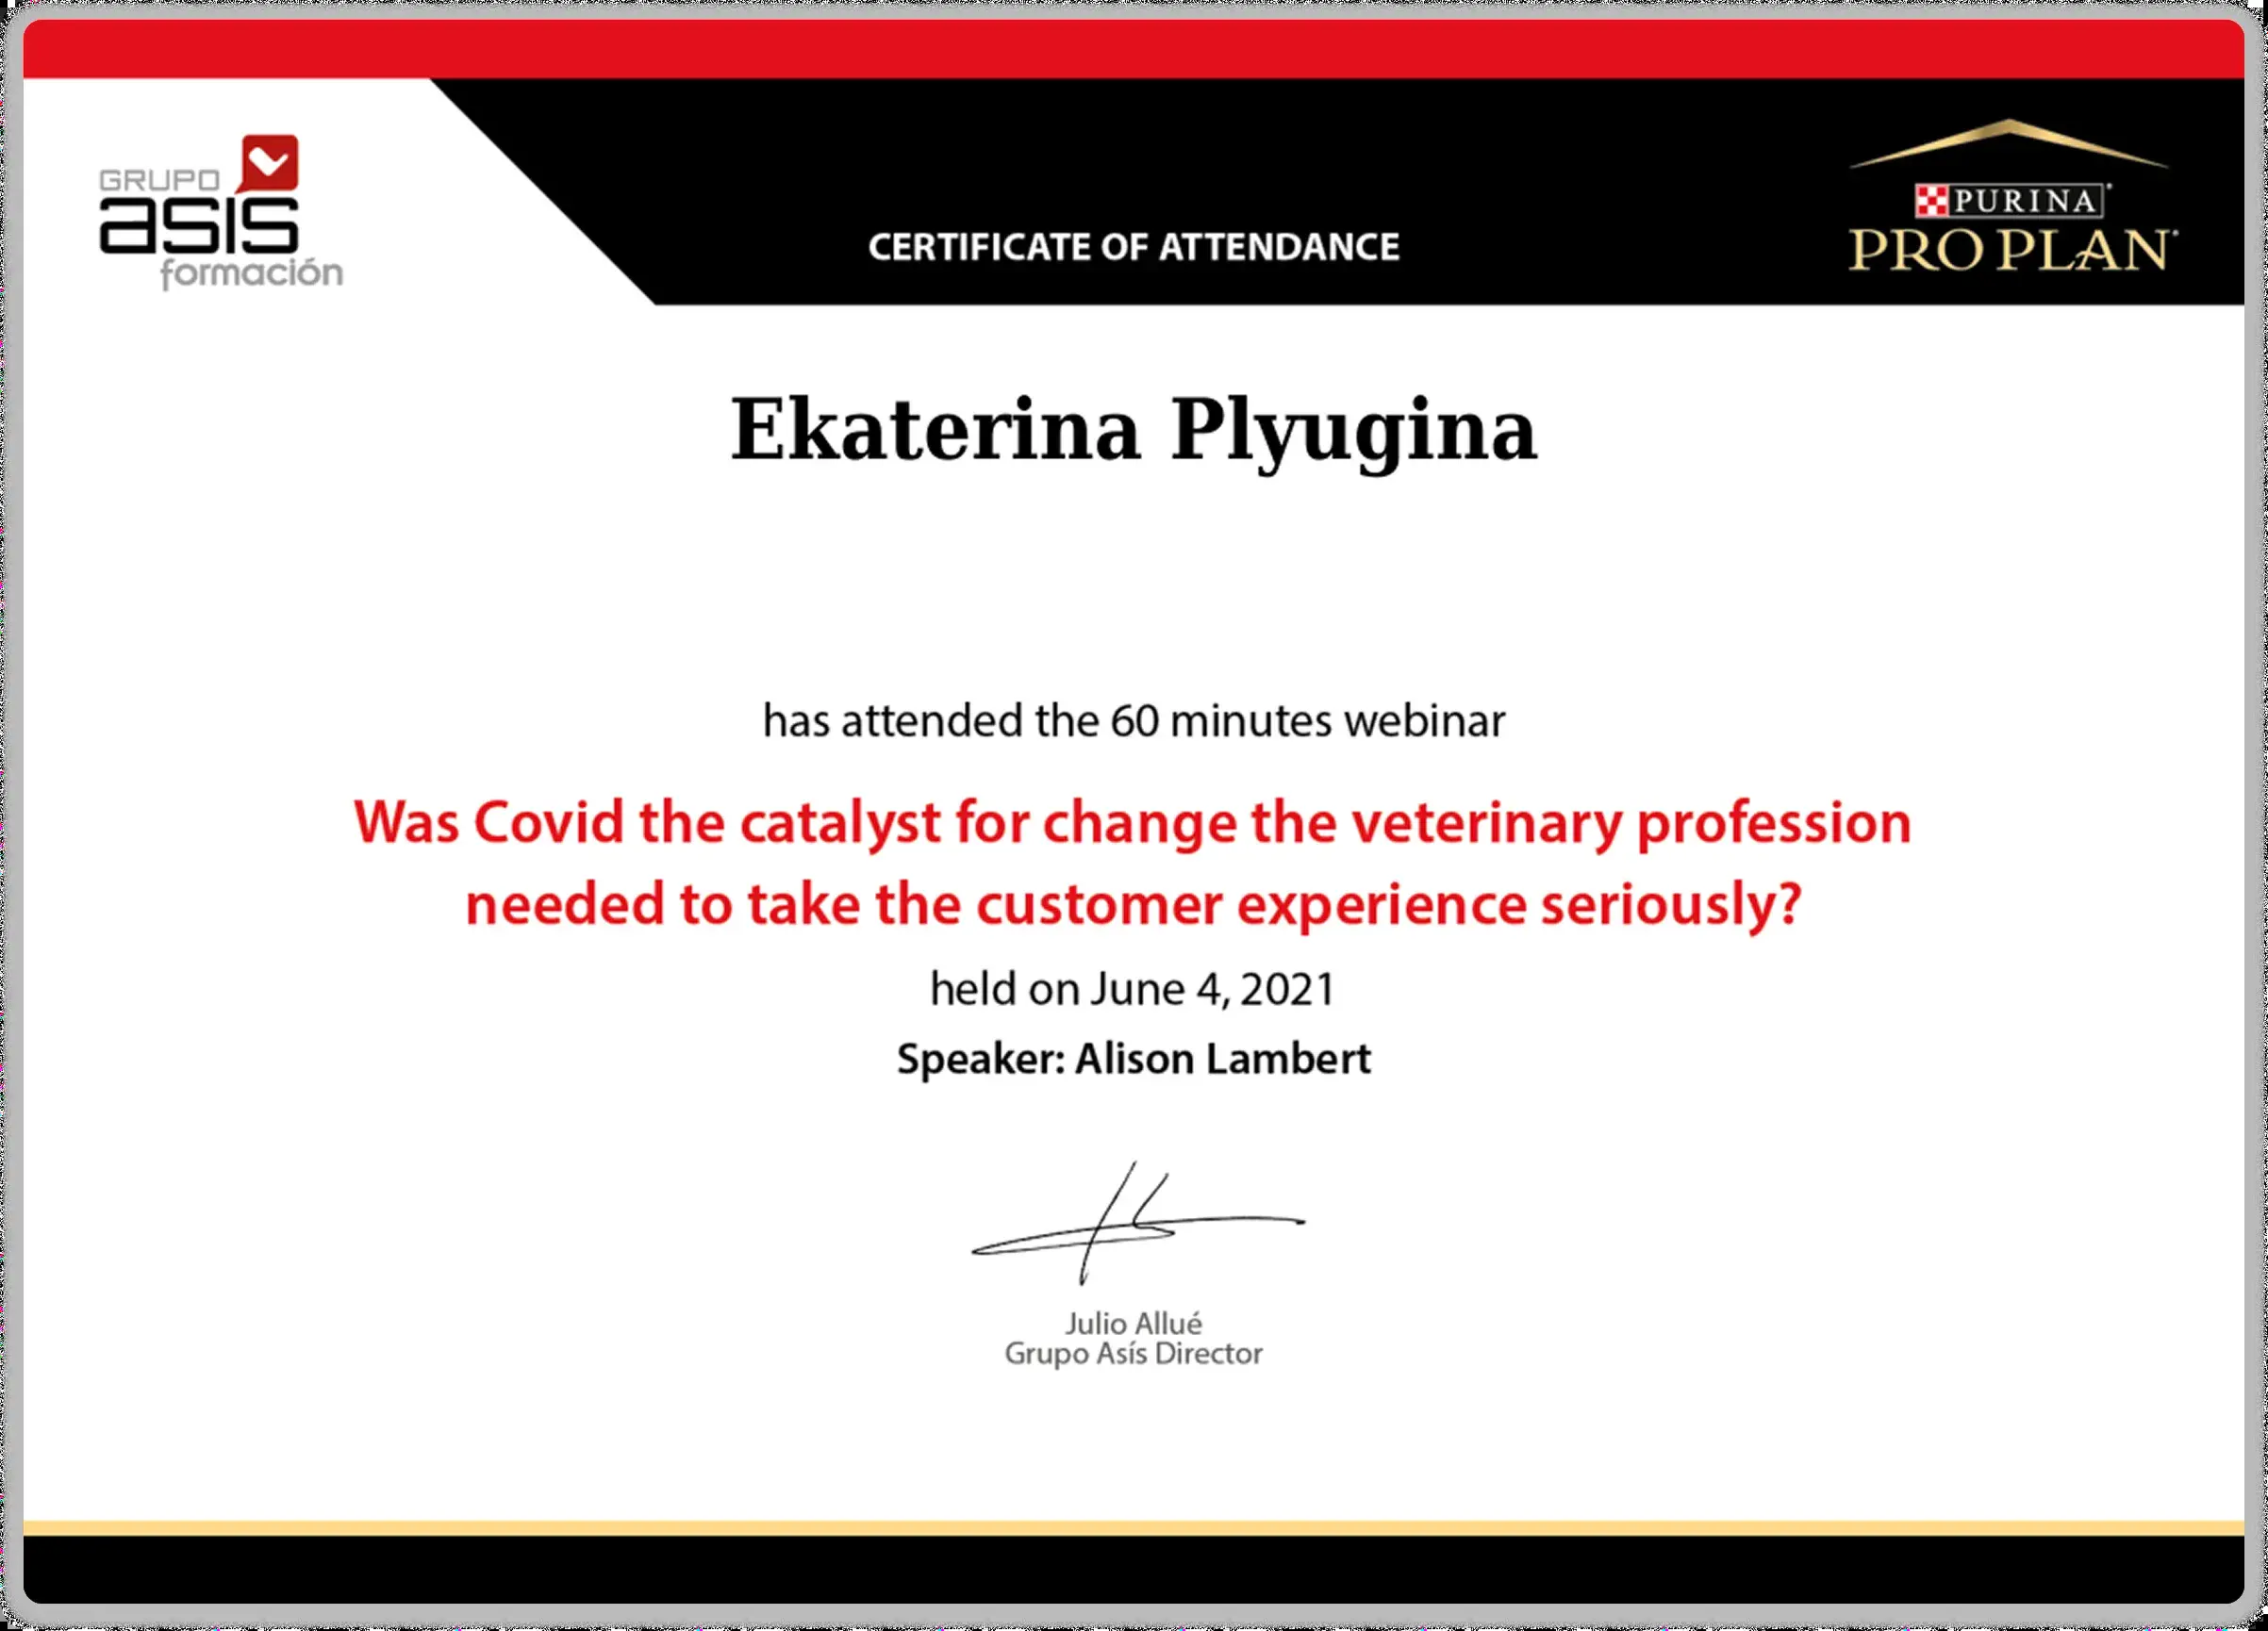 GRUPO
asis
formación
CERTIFICATE OF ATTENDANCE
PURINA
PRO PLAN
Ekaterina Plyugina
has attended the 60 minutes webinar
Was Covid the catalyst for change the veterinary profession
needed to take the customer experience seriously?
held on June 4, 2021
Speaker: Alison Lambert
Julio Allué
Grupo Asís Director